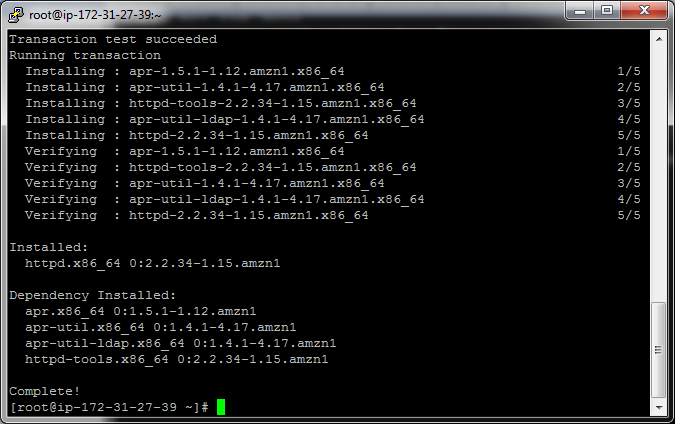 root@ip-172-31-27-39:~
Transaction test succeeded
Running transaction
  Installing : apr-1.5.1-1.12.amzn1.x86_64 1/5
  Installing : apr-util-1.4.1-4.17.amzn1.x86_64 2/5
  Installing : httpd-tools-2.2.34-1.15.amzn1.x86_64 3/5
  Installing : apr-util-ldap-1.4.1-4.17.amzn1.x86_64 4/5
  Installing : httpd-2.2.34-1.15.amzn1.x86_64 5/5
  Verifying  : apr-1.5.1-1.12.amzn1.x86_64 1/5
  Verifying  : httpd-tools-2.2.34-1.15.amzn1.x86_64 2/5
  Verifying  : apr-util-1.4.1-4.17.amzn1.x86_64 3/5
  Verifying  : apr-util-ldap-1.4.1-4.17.amzn1.x86_64 4/5
  Verifying  : httpd-2.2.34-1.15.amzn1.x86_64 5/5
Installed:
  httpd.x86_64 0:2.2.34-1.15.amzn1
Dependency Installed:
  apr.x86_64 0:1.5.1-1.12.amzn1
  apr-util.x86_64 0:1.4.1-4.17.amzn1
  apr-util-ldap.x86_64 0:1.4.1-4.17.amzn1
  httpd-tools.x86_64 0:2.2.34-1.15.amzn1
Complete!
[root@ip-172-31-27-39 ~]#